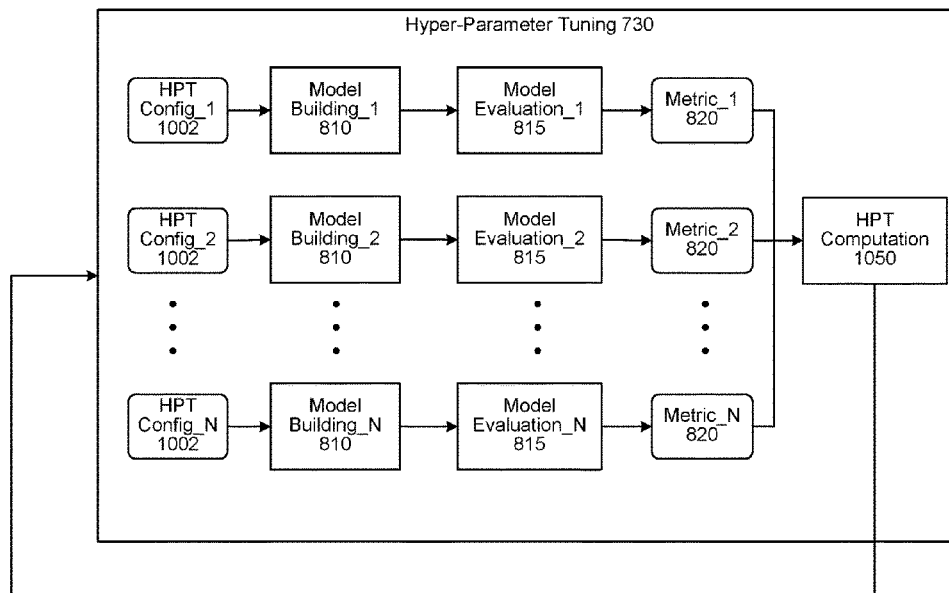 Hyper-Parameter Tuning 730
HPT
Config_1
1002
Model
Building_1
810
Model
Evaluation_1
815
Metric_1
820
HPT
Config_2
1002
Model
Building_2
810
Model
Evaluation_2
815
Metric_2
820
HPT
Computation
1050
HPT
Config_N
1002
Model
Building_N
810
Model
Evaluation_N
815
Metric_N
820